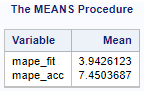 The MEANS Procedure
Variable Mean
mape_fit 3.9426123
mape_acc 7.4503687